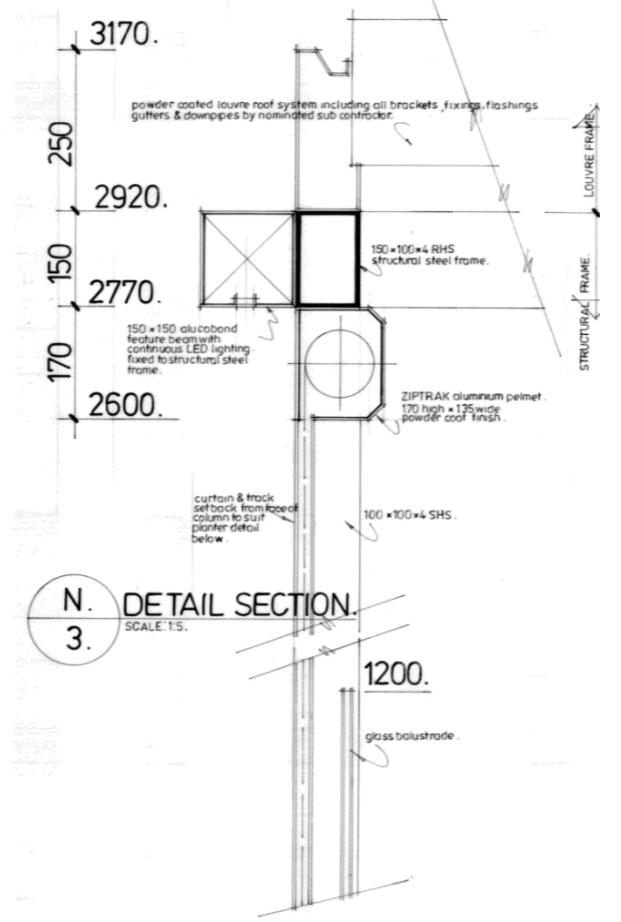 3170.
powder coated louvre roof system including all brackets, fixings, flashings
gutters & downpipes by nominated sub contractor.
250
LOUVRE FRAME.
2920.
150×100×4 RHS
structural steel frame.
150
2770.
STRUCTURAL FRAME.
150×150 alucobond
feature beam with
continuous LED lighting.
fixed to structural steel
frame.
170
ZIPTRAK aluminium pelmet.
170 high × 135 wide
powder coat finish.
2600.
curtain & track
set back from face of
column to suit
planter detail
below.
100×100×4 SHS.
N.
3.
DETAIL SECTION.
SCALE: 1:5.
1200.
glass balustrade.